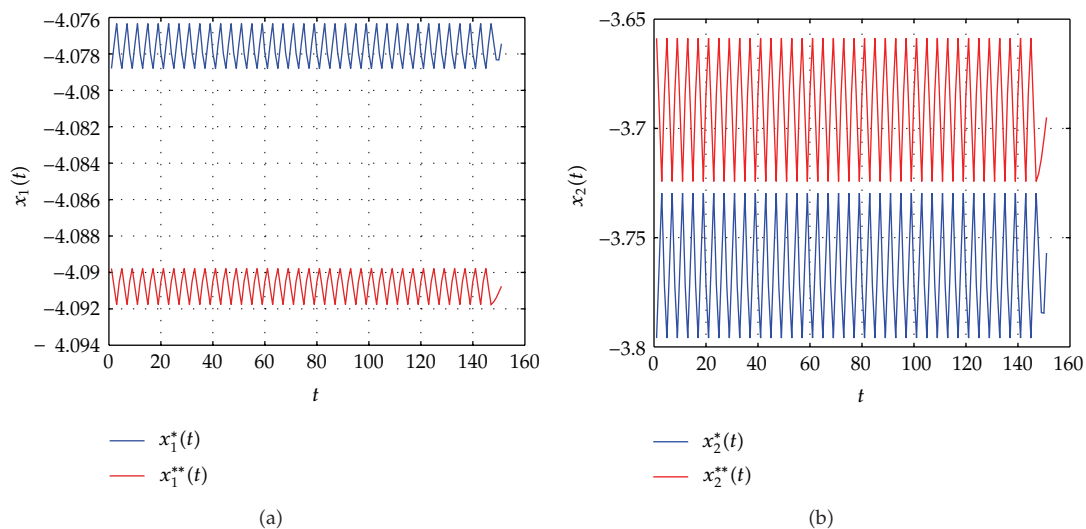 −4.076
−4.078
−4.08
−4.082
−4.084
−4.086
−4.088
−4.09
−4.092
− 4.094
x₁(t)
0 20 40 60 80 100 120 140 160
t
x₁*(t)
x₁**(t)
(a)
−3.65
−3.7
−3.75
−3.8
x₂(t)
0 20 40 60 80 100 120 140 160
t
x₂*(t)
x₂**(t)
(b)